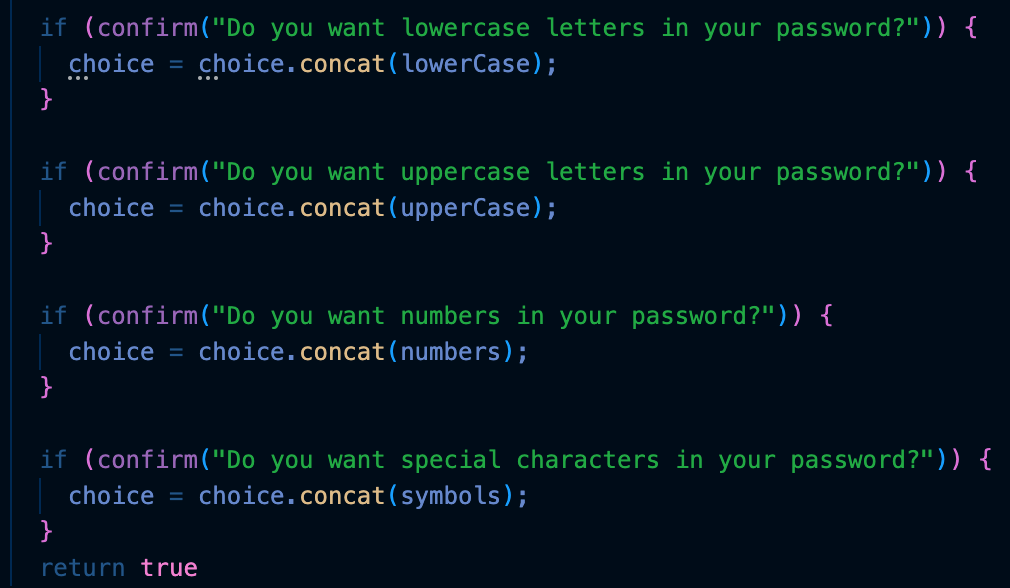 if (confirm("Do you want lowercase letters in your password?")) {
  choice = choice.concat(lowerCase);
}
if (confirm("Do you want uppercase letters in your password?")) {
  choice = choice.concat(upperCase);
}
if (confirm("Do you want numbers in your password?")) {
  choice = choice.concat(numbers);
}
if (confirm("Do you want special characters in your password?")) {
  choice = choice.concat(symbols);
}
return true